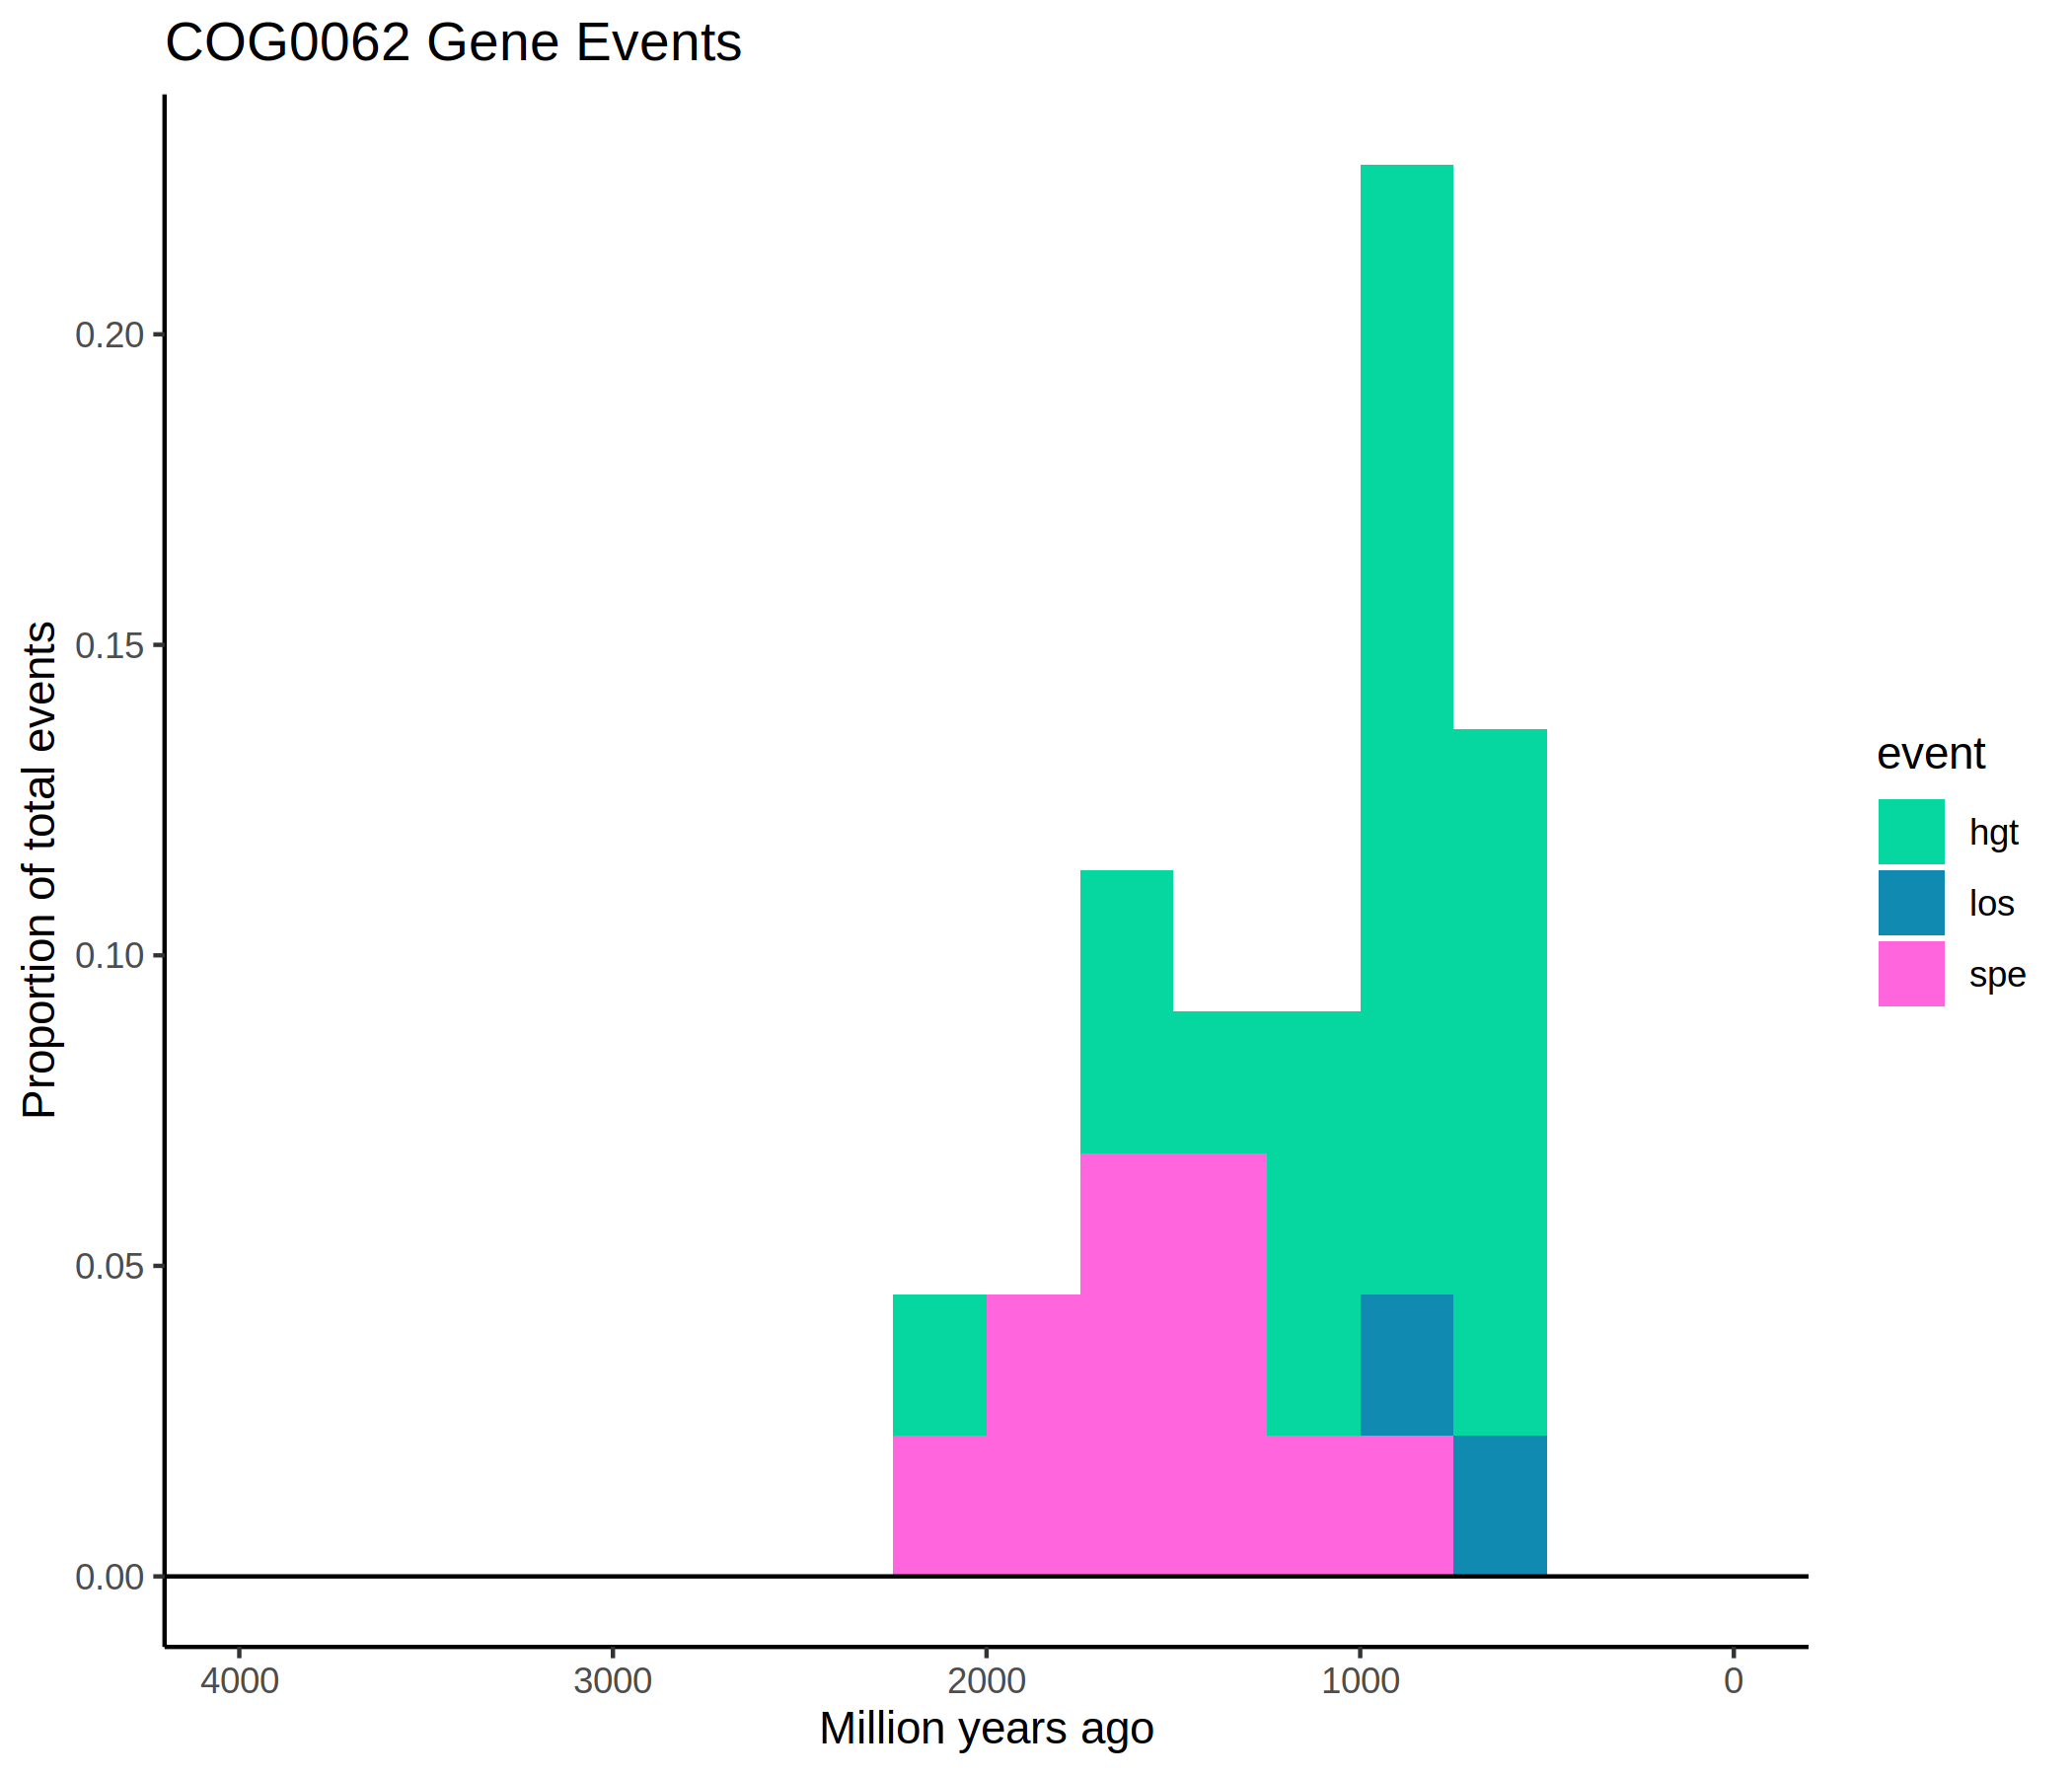 COG0062 Gene Events
Proportion of total events
0.20
0.15
0.10
0.05
0.00
4000 3000 2000 1000 0
Million years ago
event
hgt
los
spe